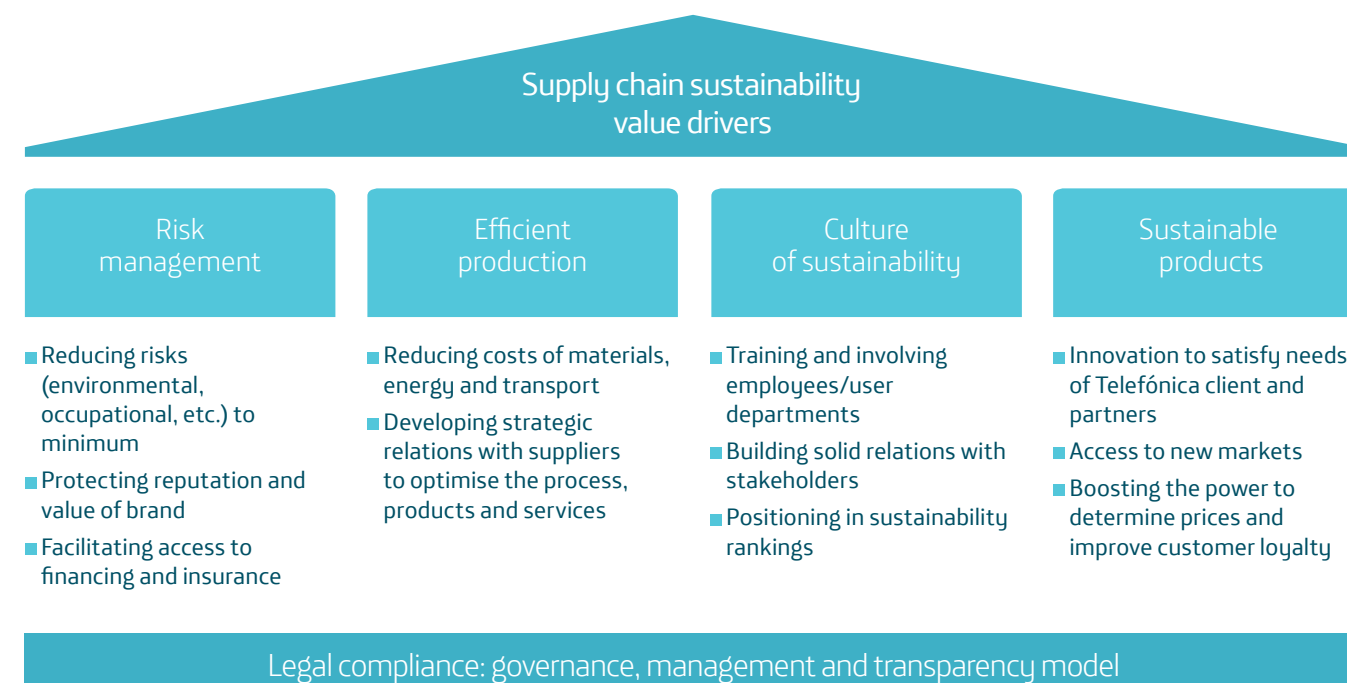 Supply chain sustainability
value drivers
Risk
management
Reducing risks
(environmental,
occupational, etc.) to
minimum
Protecting reputation and
value of brand
Facilitating access to
financing and insurance
Efficient
production
Reducing costs of materials,
energy and transport
Developing strategic
relations with suppliers
to optimise the process,
products and services
Culture
of sustainability
Training and involving
employees/user
departments
Building solid relations with
stakeholders
Positioning in sustainability
rankings
Sustainable
products
Innovation to satisfy needs
of Telefónica client and
partners
Access to new markets
Boosting the power to
determine prices and
improve customer loyalty
Legal compliance: governance, management and transparency model